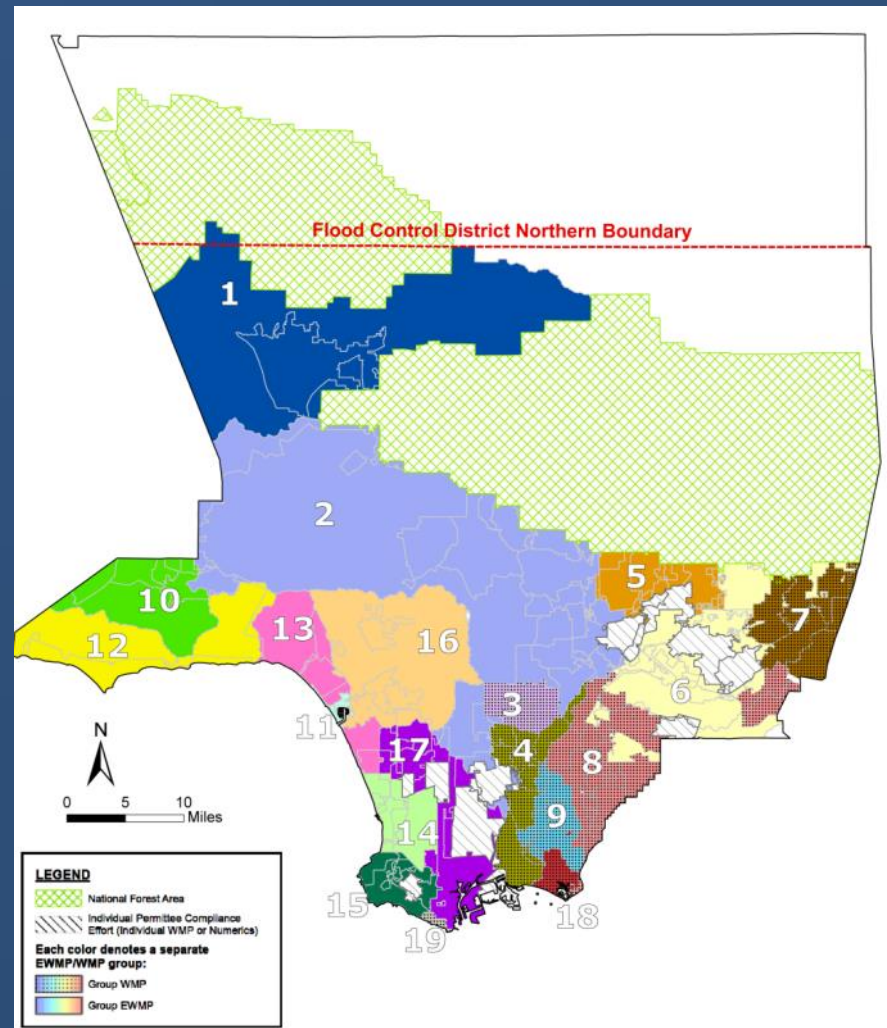 Flood Control District Northern Boundary
1
2
5
10
7
13
16
12
6
3
11
17
4
8
9
14
15
18
19
N
0 5 10
Miles
LEGEND
National Forest Area
Individual Permittee Compliance
Effort (Individual WMP or Numerics)
Each color denotes a separate
EWMP/WMP group:
Group WMP
Group EWMP